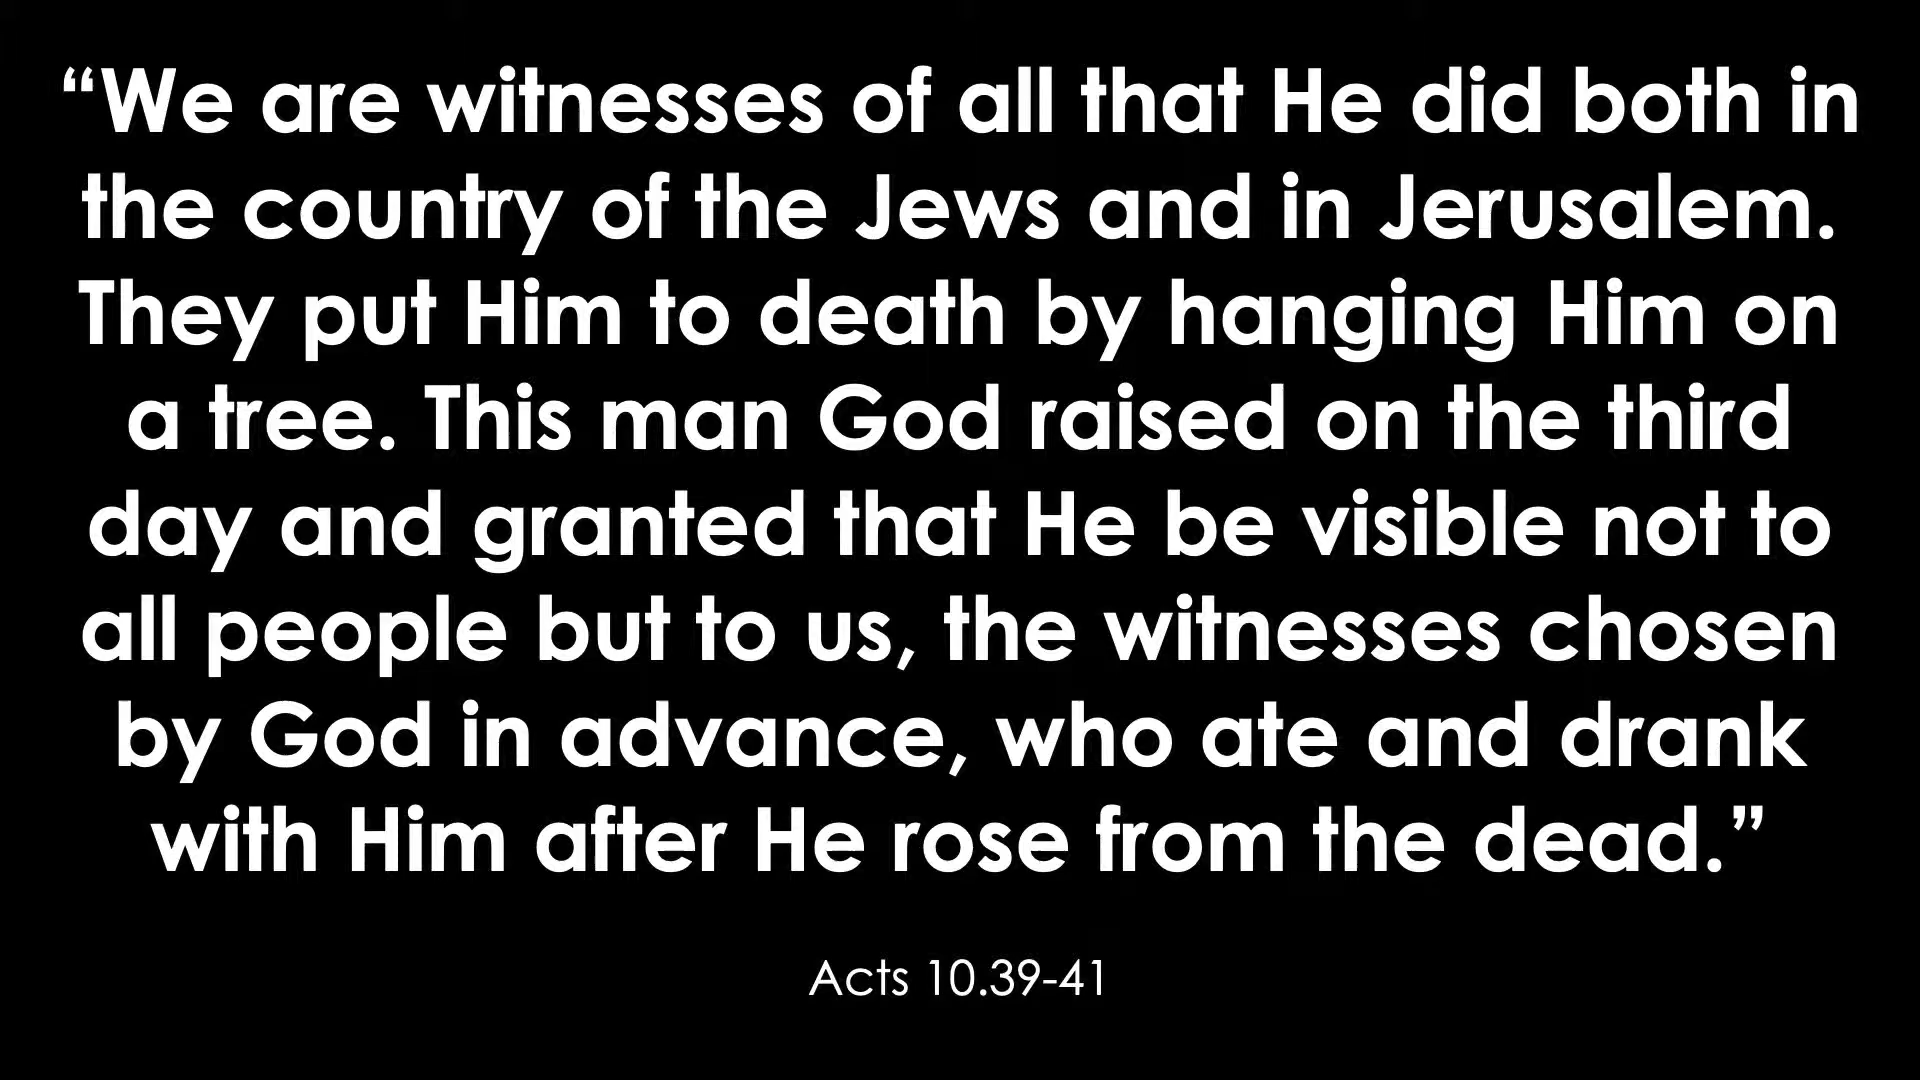 “We are witnesses of all that He did both in
the country of the Jews and in Jerusalem.
They put Him to death by hanging Him on
a tree. This man God raised on the third
day and granted that He be visible not to
all people but to us, the witnesses chosen
by God in advance, who ate and drank
with Him after He rose from the dead.”
Acts 10.39-41